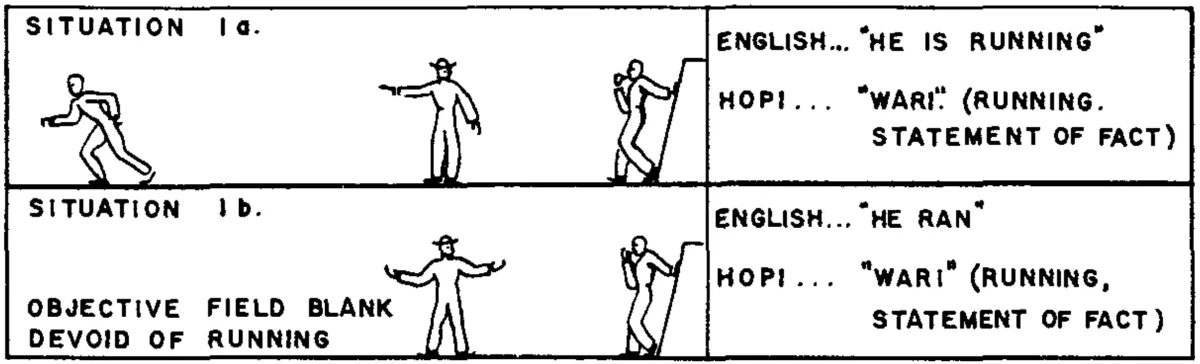 SITUATION 1a.
ENGLISH... "HE IS RUNNING"
HOPI... "WARI". (RUNNING.
STATEMENT OF FACT)
SITUATION 1b.
OBJECTIVE FIELD BLANK
DEVOID OF RUNNING
ENGLISH... "HE RAN"
HOPI... "WARI" (RUNNING,
STATEMENT OF FACT)